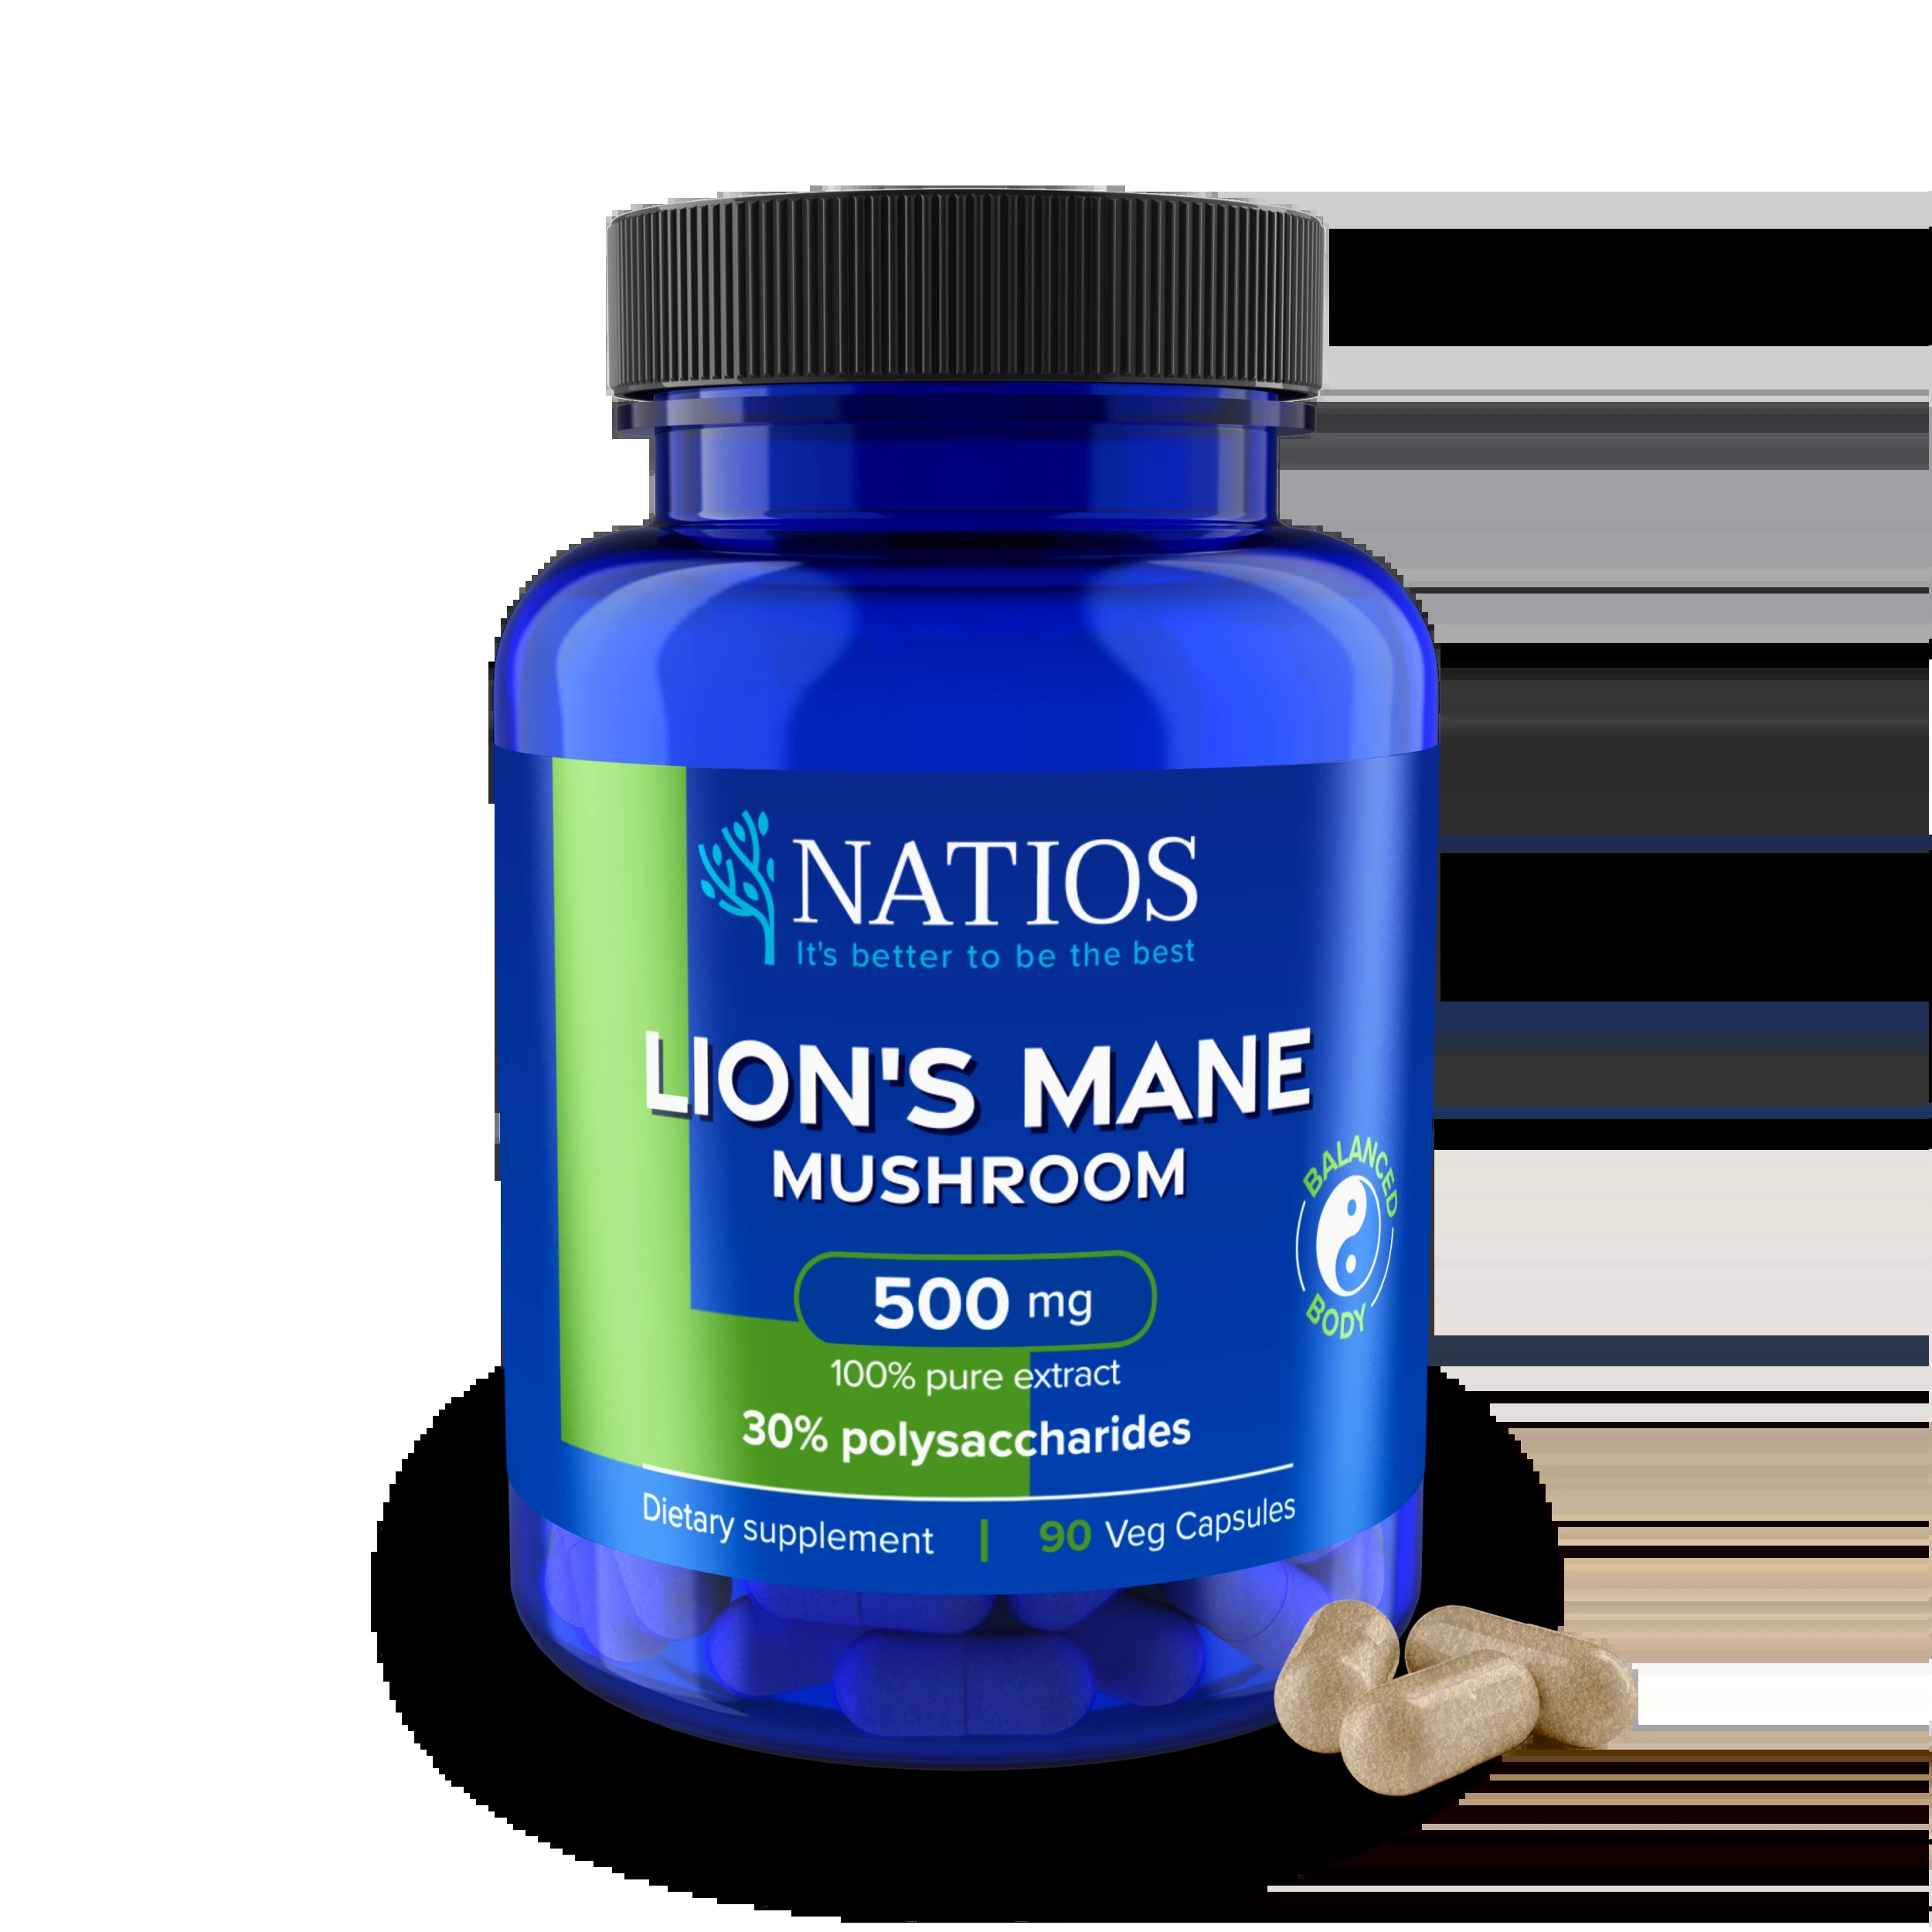 NATIOS
It's better to be the best
LION'S MANE
MUSHROOM
BALANCED
BODY
500 mg
100% pure extract
30% polysaccharides
Dietary supplement | 90 Veg Capsules